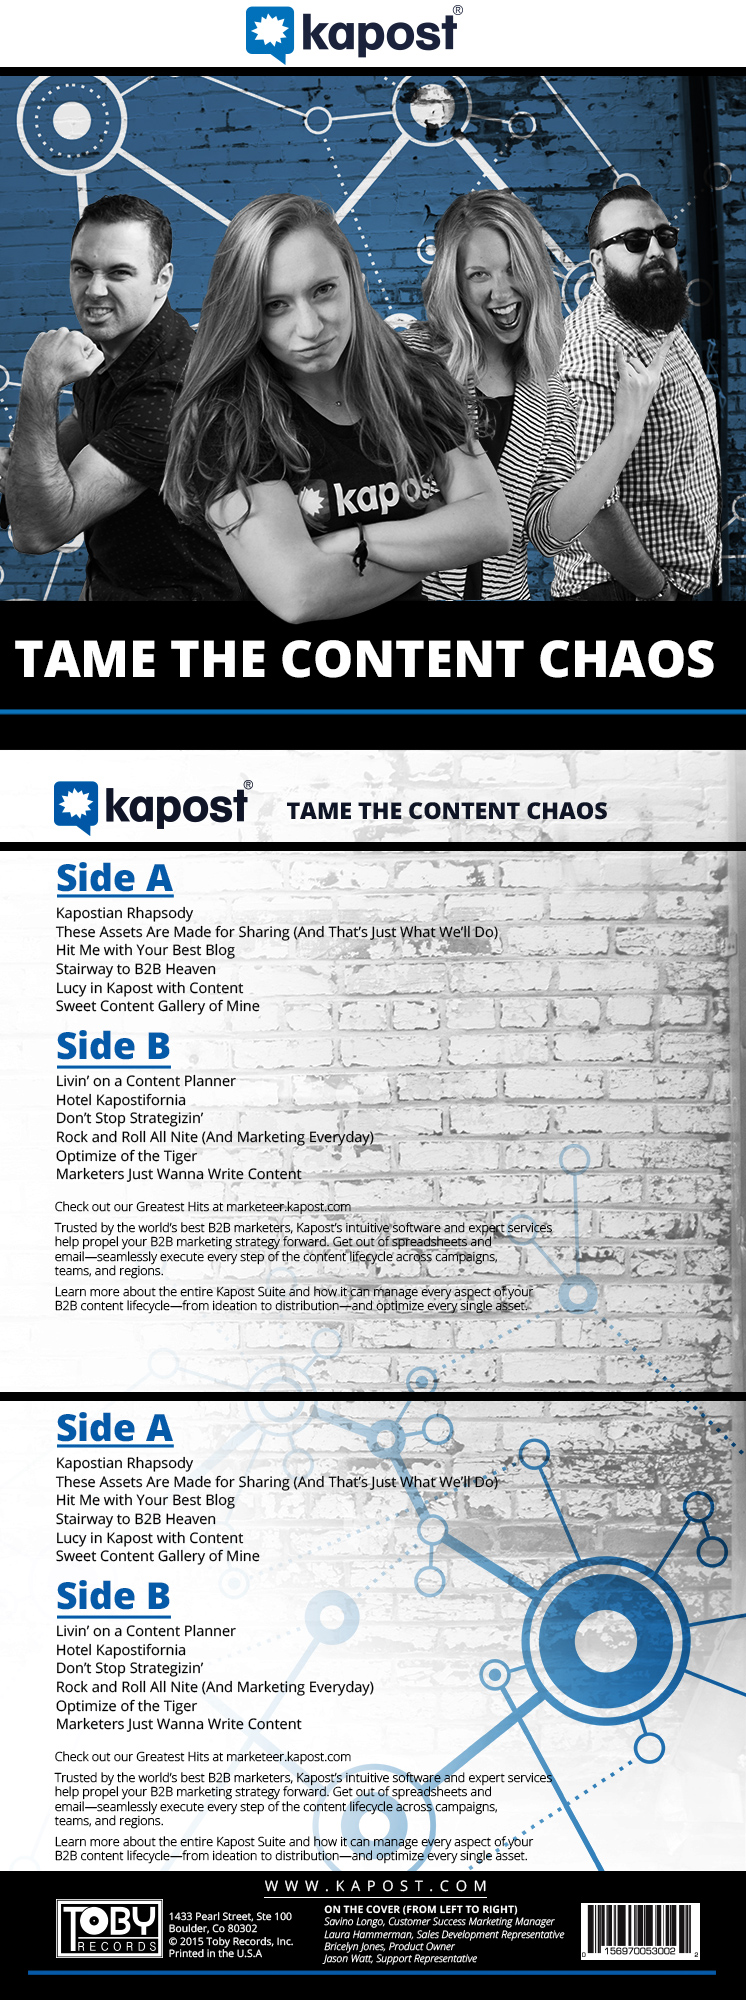 kapost®
kapost
TAME THE CONTENT CHAOS
kapost®
TAME THE CONTENT CHAOS
Side A
Kapostian Rhapsody
These Assets Are Made for Sharing (And That's Just What We'll Do)
Hit Me with Your Best Blog
Stairway to B2B Heaven
Lucy in Kapost with Content
Sweet Content Gallery of Mine
Side B
Livin' on a Content Planner
Hotel Kapostifornia
Don't Stop Strategizin'
Rock and Roll All Nite (And Marketing Everyday)
Optimize of the Tiger
Marketers Just Wanna Write Content
Check out our Greatest Hits at marketeer.kapost.com
Trusted by the world's best B2B marketers, Kapost's intuitive software and expert services
help propel your B2B marketing strategy forward. Get out of spreadsheets and
email—seamlessly execute every step of the content lifecycle across campaigns,
teams, and regions.
Learn more about the entire Kapost Suite and how it can manage every aspect of your
B2B content lifecycle—from ideation to distribution—and optimize every single asset.
Side A
Kapostian Rhapsody
These Assets Are Made for Sharing (And That's Just What We'll Do)
Hit Me with Your Best Blog
Stairway to B2B Heaven
Lucy in Kapost with Content
Sweet Content Gallery of Mine
Side B
Livin' on a Content Planner
Hotel Kapostifornia
Don't Stop Strategizin'
Rock and Roll All Nite (And Marketing Everyday)
Optimize of the Tiger
Marketers Just Wanna Write Content
Check out our Greatest Hits at marketeer.kapost.com
Trusted by the world's best B2B marketers, Kapost's intuitive software and expert services
help propel your B2B marketing strategy forward. Get out of spreadsheets and
email—seamlessly execute every step of the content lifecycle across campaigns,
teams, and regions.
Learn more about the entire Kapost Suite and how it can manage every aspect of your
B2B content lifecycle—from ideation to distribution—and optimize every single asset.
WWW.KAPOST.COM
TOBY
RECORDS
1433 Pearl Street, Ste 100
Boulder, Co 80302
© 2015 Toby Records, Inc.
Printed in the U.S.A
ON THE COVER (FROM LEFT TO RIGHT)
Savino Longo, Customer Success Marketing Manager
Laura Hammerman, Sales Development Representative
Bricelyn Jones, Product Owner
Jason Watt, Support Representative
0 156970053002 2